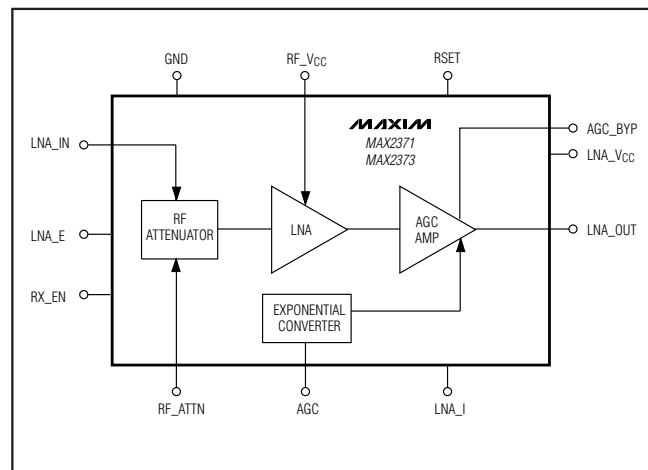 GND
RF_VCC
RSET
MAXIM
MAX2371
MAX2373
AGC_BYP
LNA_IN
LNA_VCC
RF
ATTENUATOR
LNA
AGC
AMP
LNA_E
LNA_OUT
RX_EN
EXPONENTIAL
CONVERTER
RF_ATTN
AGC
LNA_I